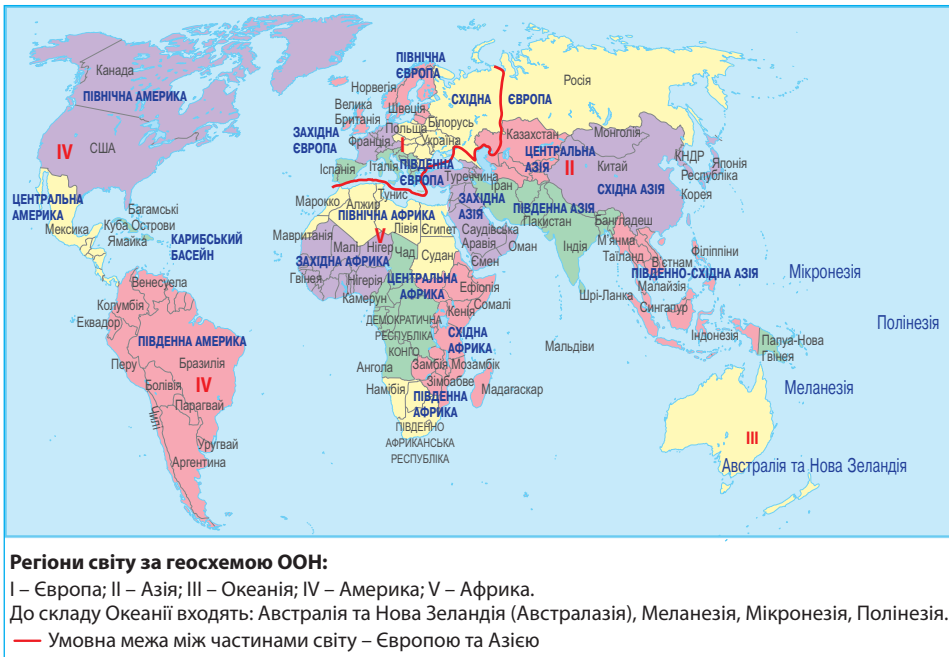 Канада
ПІВНІЧНА АМЕРИКА
IV
США
ЦЕНТРАЛЬНА
АМЕРИКА
Мексика
Багамські
Куба Острови
Ямайка
КАРИБСЬКИЙ
БАСЕЙН
Венесуела
Колумбія
Еквадор
ПІВДЕННА АМЕРИКА
Бразилія
Перу
IV
Болівія
Парагвай
Чилі
Уругвай
Аргентина
ПІВНІЧНА
ЄВРОПА
Норвегія
Швеція
СХІДНА ЄВРОПА
Росія
Велика
Британія
ЗАХІДНА
ЄВРОПА
Польща
Білорусь
Україна
I
Франція
Італія
Іспанія
ПІВДЕННА
ЄВРОПА
Казахстан
Монголія
ЦЕНТРАЛЬНА
АЗІЯ
II
Китай
КНДР
Японія
Республіка
Корея
СХІДНА АЗІЯ
Туреччина
Іран
ЗАХІДНА
АЗІЯ
ПІВДЕННА АЗІЯ
Пакистан
Бангладеш
Саудівська
Аравія
Оман
Ємен
Індія
М'янма
Таїланд
В'єтнам
Філіппіни
ПІВДЕННО-СХІДНА АЗІЯ
Малайзія
Шрі-Ланка
Сингапур
Індонезія
Мальдіви
Марокко
Алжир
Туніс
ПІВНІЧНА АФРИКА
Лівія
Єгипет
Мавританія
V
Малі
Нігер
Чад
Судан
ЗАХІДНА АФРИКА
Гвінея
Нігерія
ЦЕНТРАЛЬНА
АФРИКА
Камерун
Ефіопія
Сомалі
Кенія
ДЕМОКРАТИЧНА
РЕСПУБЛІКА
КОНГО
СХІДНА
АФРИКА
Ангола
Замбія
Мозамбік
Зімбабве
Мадагаскар
Намібія
ПІВДЕННА
АФРИКА
ПІВДЕННО
АФРИКАНСЬКА
РЕСПУБЛІКА
Мікронезія
Полінезія
Папуа-Нова
Гвінея
Меланезія
III
Австралія та Нова Зеландія
Регіони світу за геосхемою ООН:
I – Європа; II – Азія; III – Океанія; IV – Америка; V – Африка.
До складу Океанії входять: Австралія та Нова Зеландія (Австралазія), Меланезія, Мікронезія, Полінезія.
Умовна межа між частинами світу – Європою та Азією